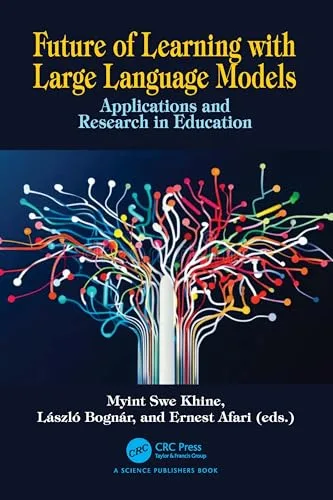 Future of Learning with
Large Language Models
Applications and
Research in Education
Myint Swe Khine,
László Bognár, and Ernest Afari (eds.)
CRC
CRC Press
Taylor & Francis Group
A SCIENCE PUBLISHERS BOOK